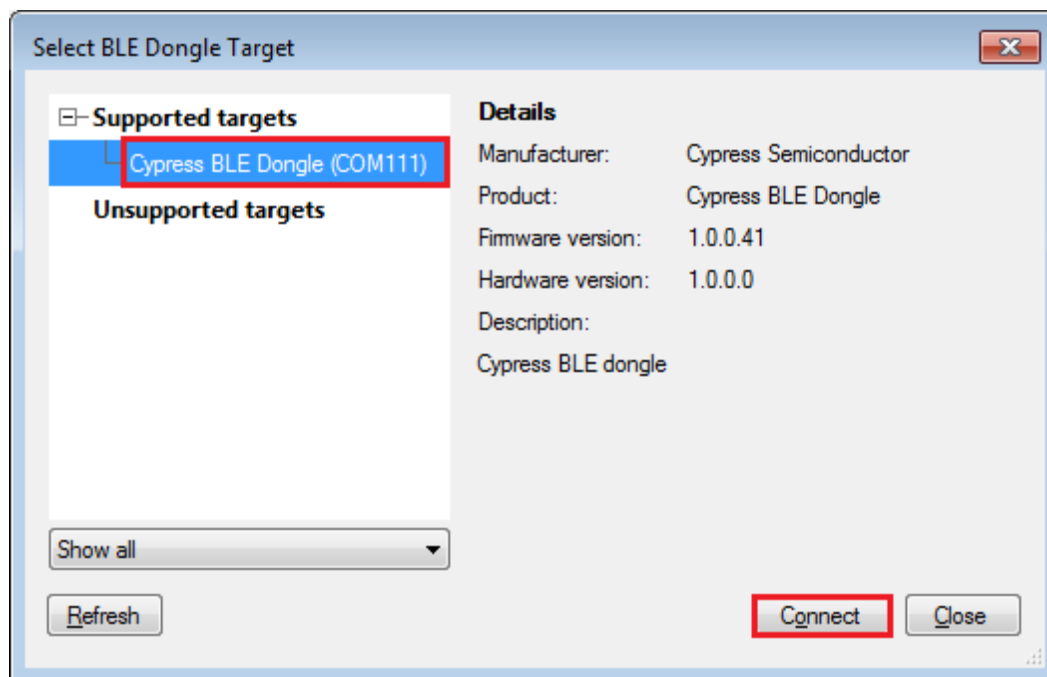 Select BLE Dongle Target
Supported targets
Cypress BLE Dongle (COM111)
Unsupported targets
Show all
Refresh
Details
Manufacturer: Cypress Semiconductor
Product: Cypress BLE Dongle
Firmware version: 1.0.0.41
Hardware version: 1.0.0.0
Description:
Cypress BLE dongle
Connect
Close